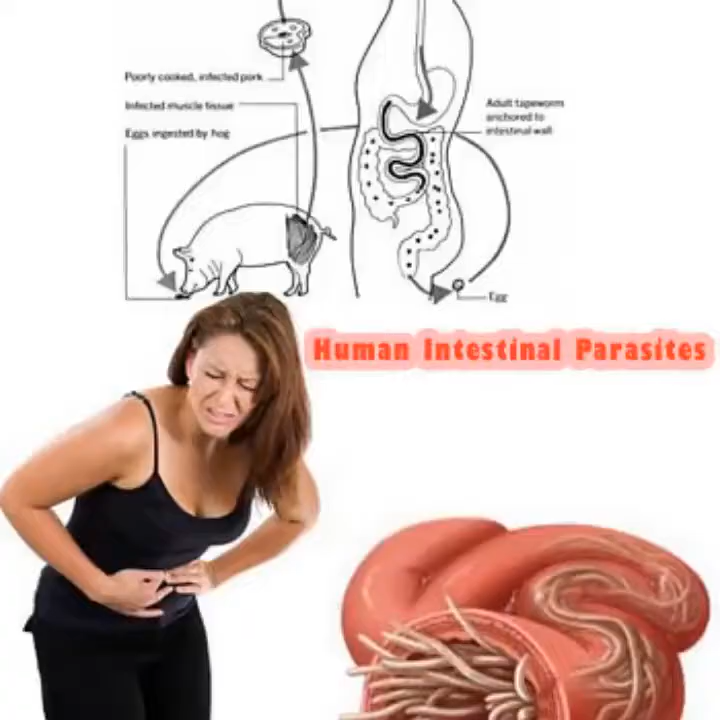 Poorly cooked, infected pork
Infected muscle tissue
Eggs ingested by hog
Adult tapeworm
anchored to
intestinal wall
Egg
Human Intestinal Parasites